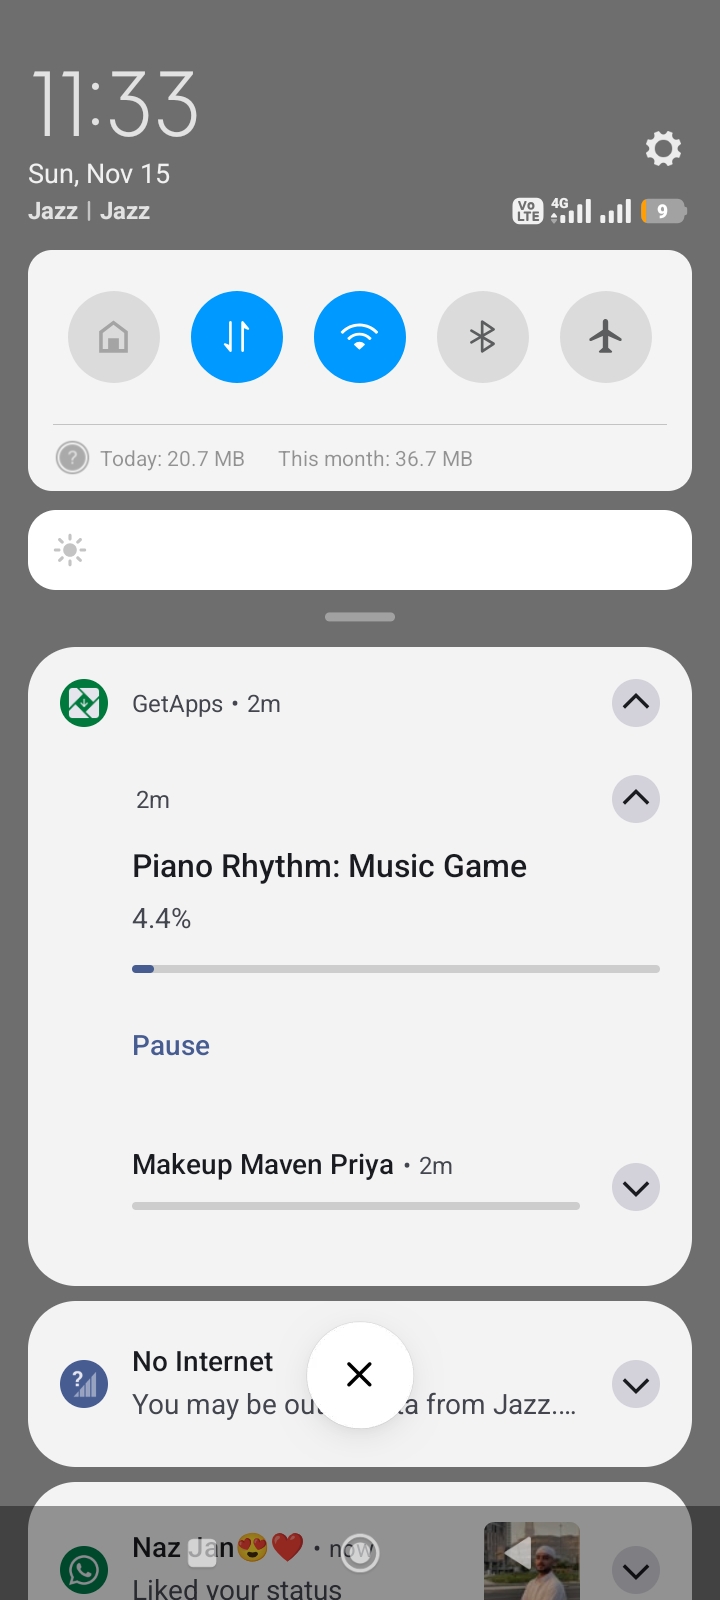 11:33
Sun, Nov 15
Jazz | Jazz
Vo LTE 4G 9
Today: 20.7 MB This month: 36.7 MB
GetApps • 2m
2m
Piano Rhythm: Music Game
4.4%
Pause
Makeup Maven Priya • 2m
No Internet
You may be ou from Jazz.…
Naz Jan😍❤️ • now
Liked your status